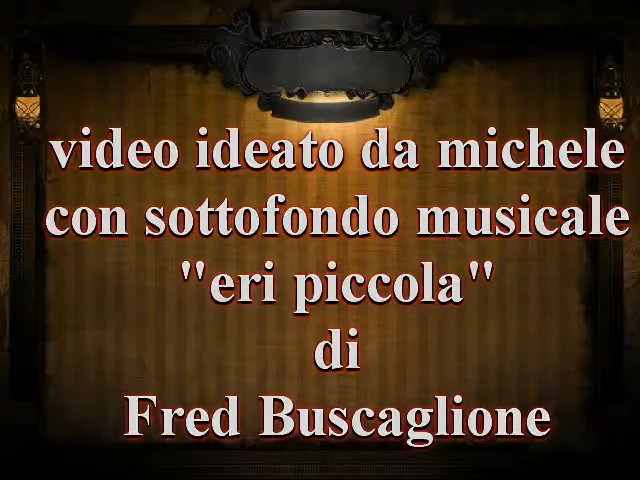 video ideato da michele
con sottofondo musicale
"eri piccola"
di
Fred Buscaglione